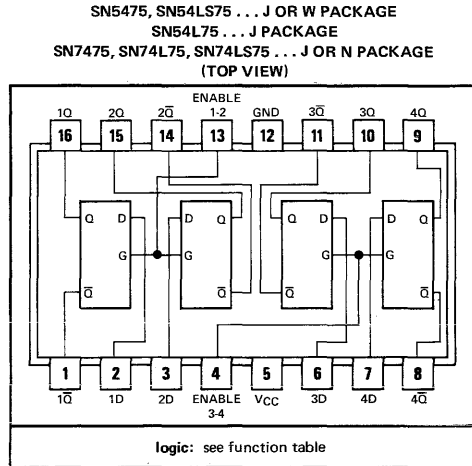 SN5475, SN54LS75 . . . J OR W PACKAGE
SN54L75 . . . J PACKAGE
SN7475, SN74L75, SN74LS75 . . . J OR N PACKAGE
(TOP VIEW)
ENABLE
1Q 2Q 2Q̅ 1-2 GND 3Q̅ 3Q 4Q
16 15 14 13 12 11 10 9
Q D D Q Q D D Q
G G G G
Q̅ Q̅ Q̅ Q̅
1 2 3 4 5 6 7 8
1Q̅ 1D 2D ENABLE VCC 3D 4D 4Q̅
3-4
logic: see function table